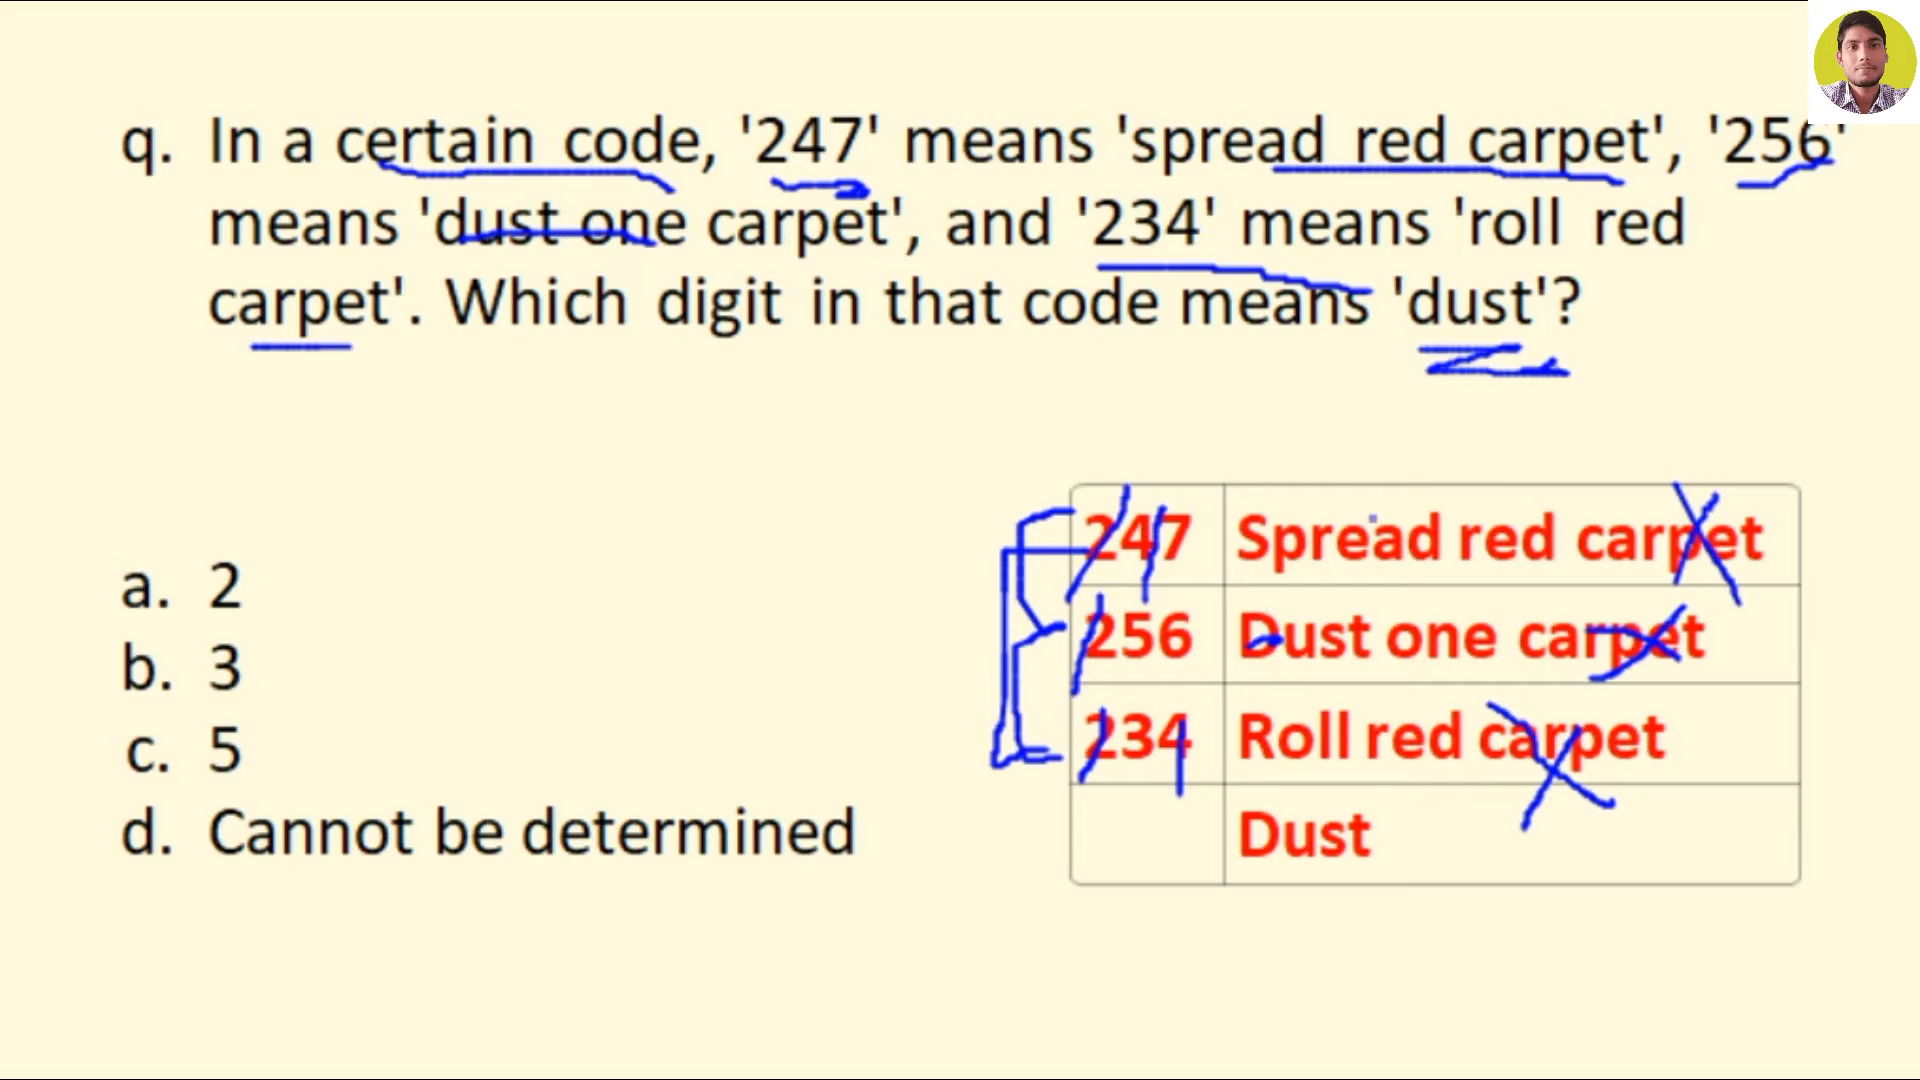 q. In a certain code, '247' means 'spread red carpet', '256'
means 'dust one carpet', and '234' means 'roll red
carpet'. Which digit in that code means 'dust'?
a. 2
b. 3
c. 5
d. Cannot be determined
247 Spread red carpet
256 Dust one carpet
234 Roll red carpet
Dust